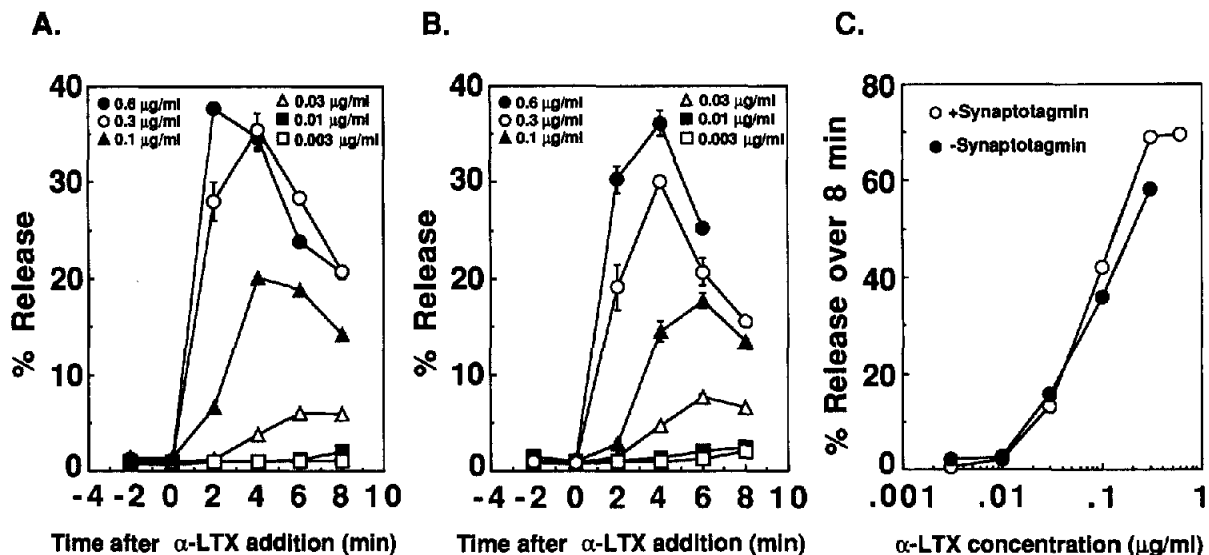 A.
40
30
20
10
0
% Release
0.6 µg/ml
0.3 µg/ml
0.1 µg/ml
0.03 µg/ml
0.01 µg/ml
0.003 µg/ml
-4 -2 0 2 4 6 8 10
Time after α-LTX addition (min)
B.
40
30
20
10
0
% Release
0.6 µg/ml
0.3 µg/ml
0.1 µg/ml
0.03 µg/ml
0.01 µg/ml
0.003 µg/ml
-4 -2 0 2 4 6 8 10
Time after α-LTX addition (min)
C.
80
60
40
20
0
% Release over 8 min
+Synaptotagmin
-Synaptotagmin
.001 .01 .1 1
α-LTX concentration (µg/ml)